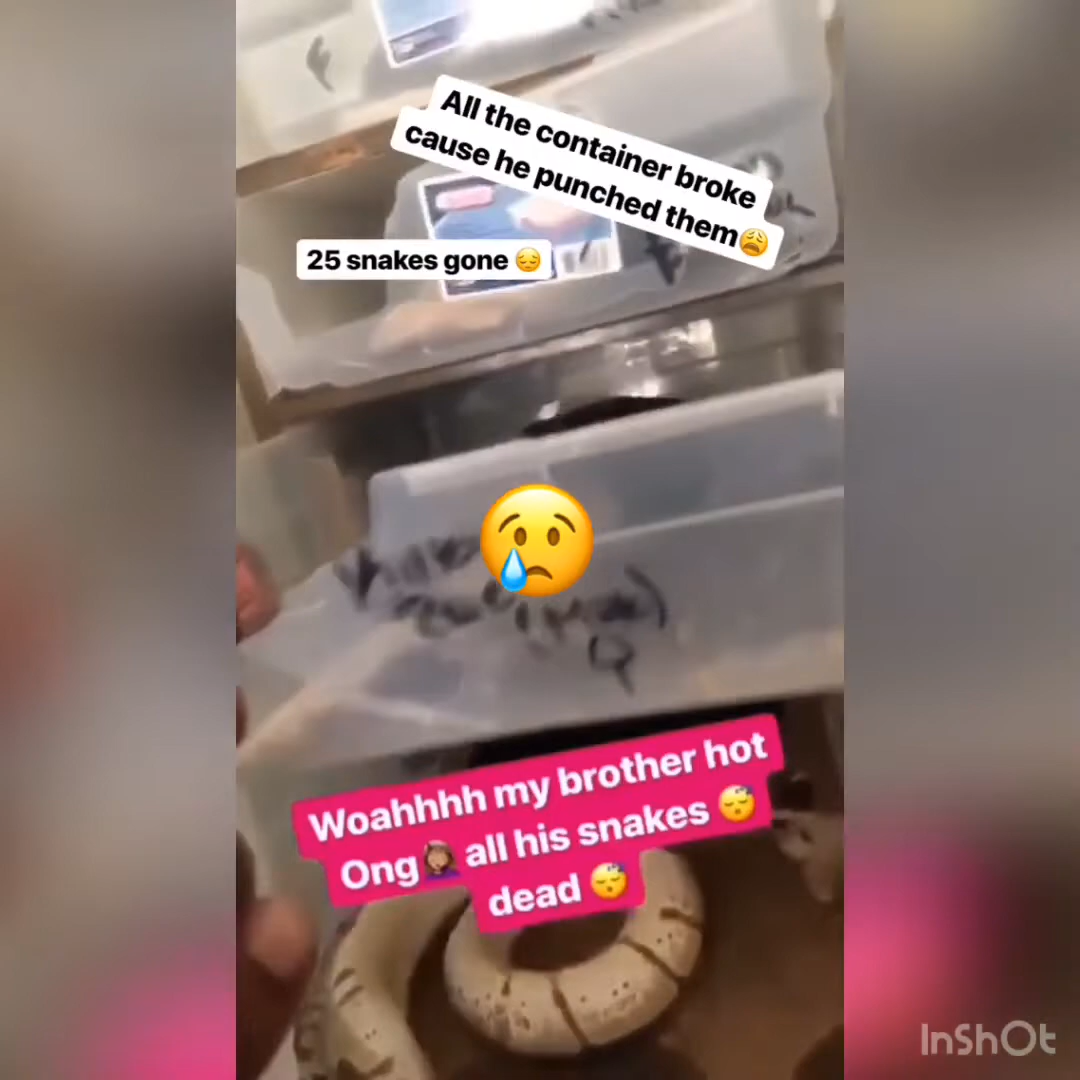 All the container broke
cause he punched them😩
25 snakes gone 😔
Woahhhh my brother hot
Ong🤦🏽‍♀️ all his snakes 😴
dead 😴
InShOt